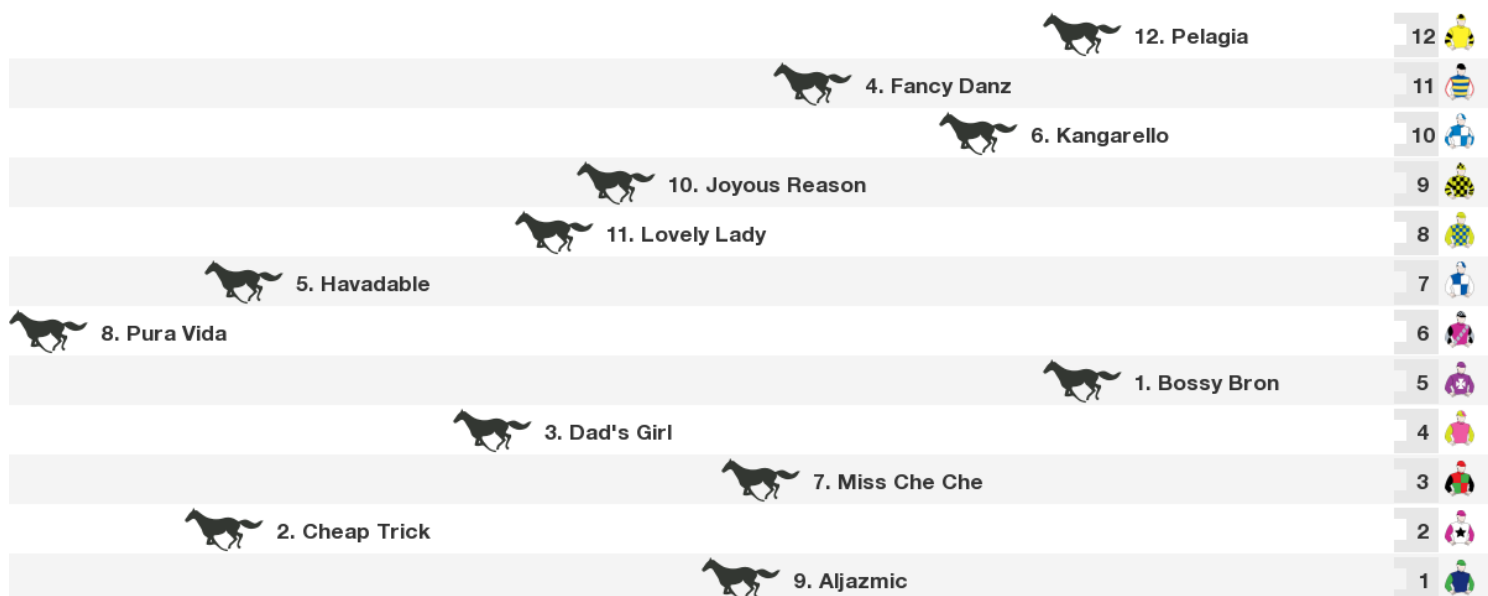 12. Pelagia 12
4. Fancy Danz 11
6. Kangarello 10
10. Joyous Reason 9
11. Lovely Lady 8
5. Havadable 7
8. Pura Vida 6
1. Bossy Bron 5
3. Dad's Girl 4
7. Miss Che Che 3
2. Cheap Trick 2
9. Aljazmic 1